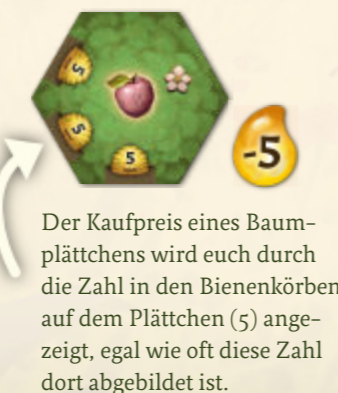 5
5
5
-5
Der Kaufpreis eines Baum-
plättchens wird euch durch
die Zahl in den Bienenkörben
auf dem Plättchen (5) ange-
zeigt, egal wie oft diese Zahl
dort abgebildet ist.